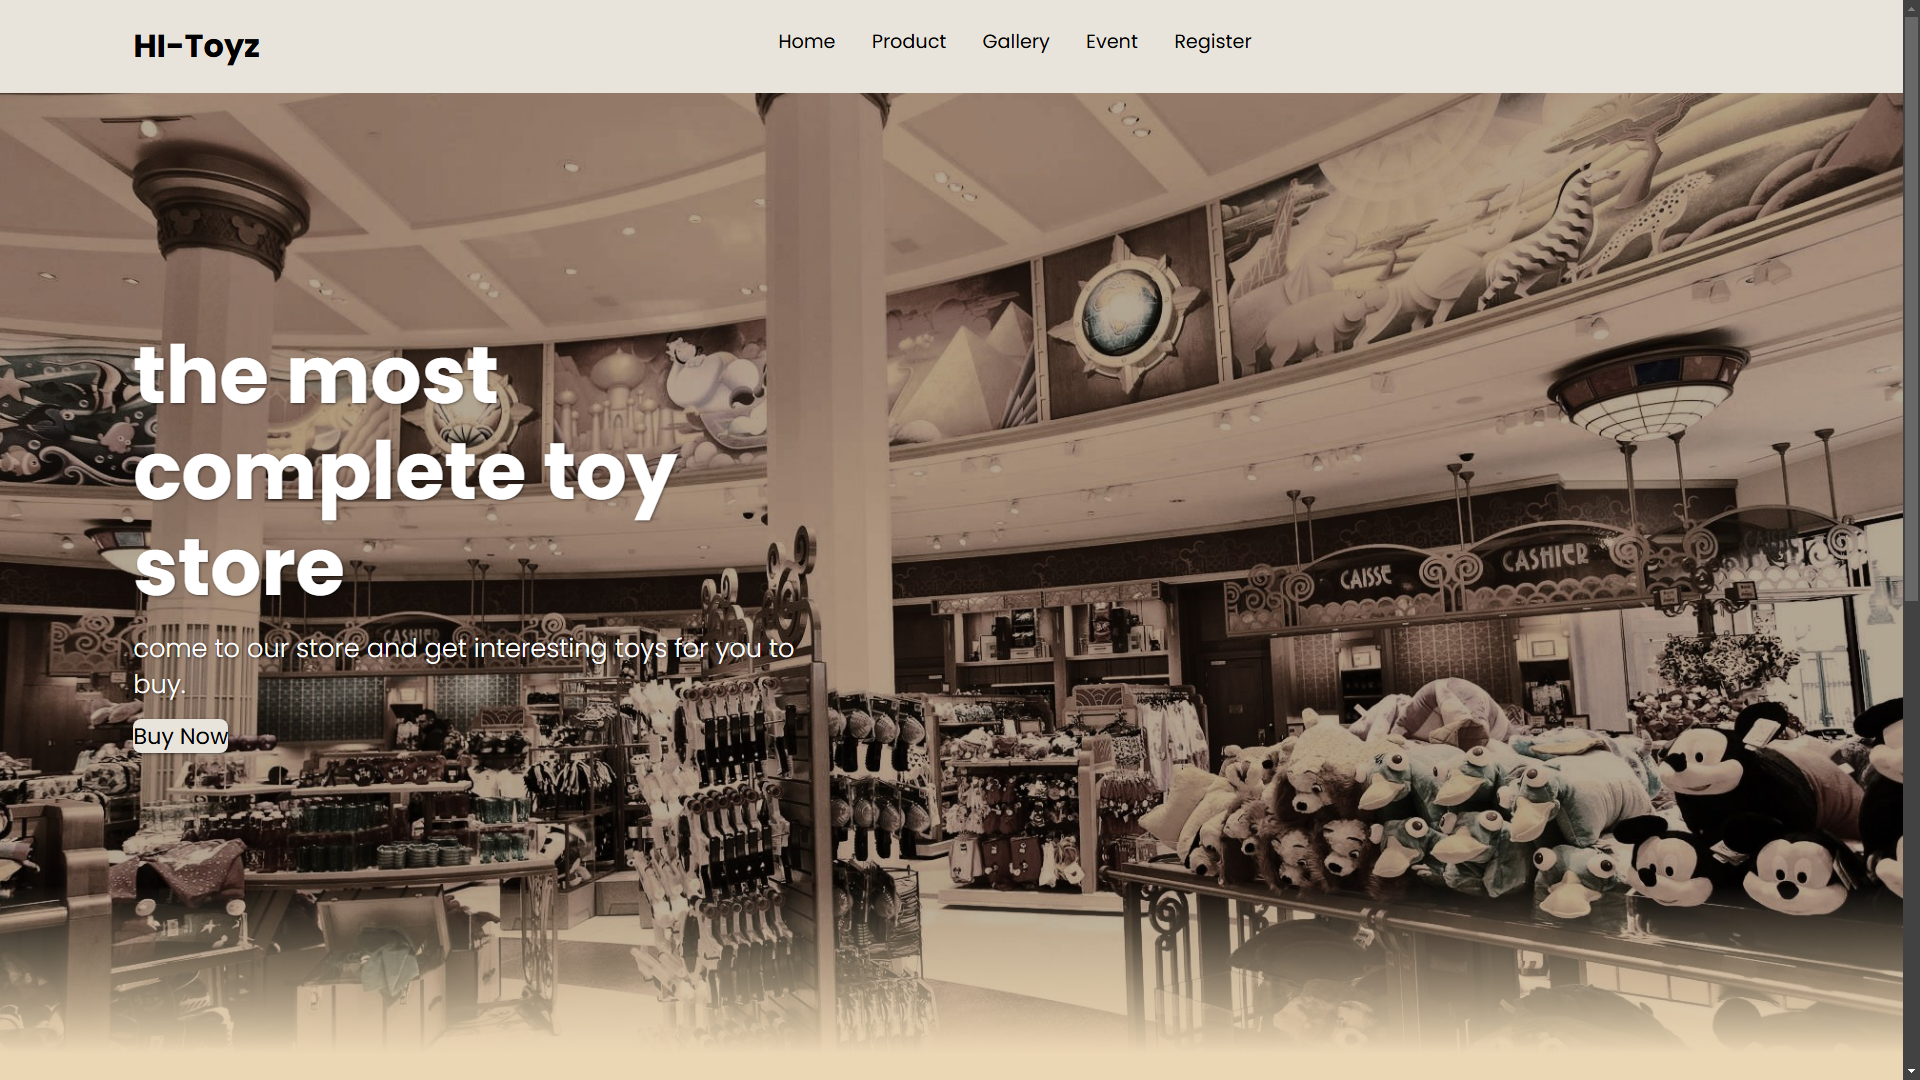 HI-Toyz
Home Product Gallery Event Register
the most
complete toy
store
come to our store and get interesting toys for you to
buy.
Buy Now
CAISSE
CASHIER
CASHIER